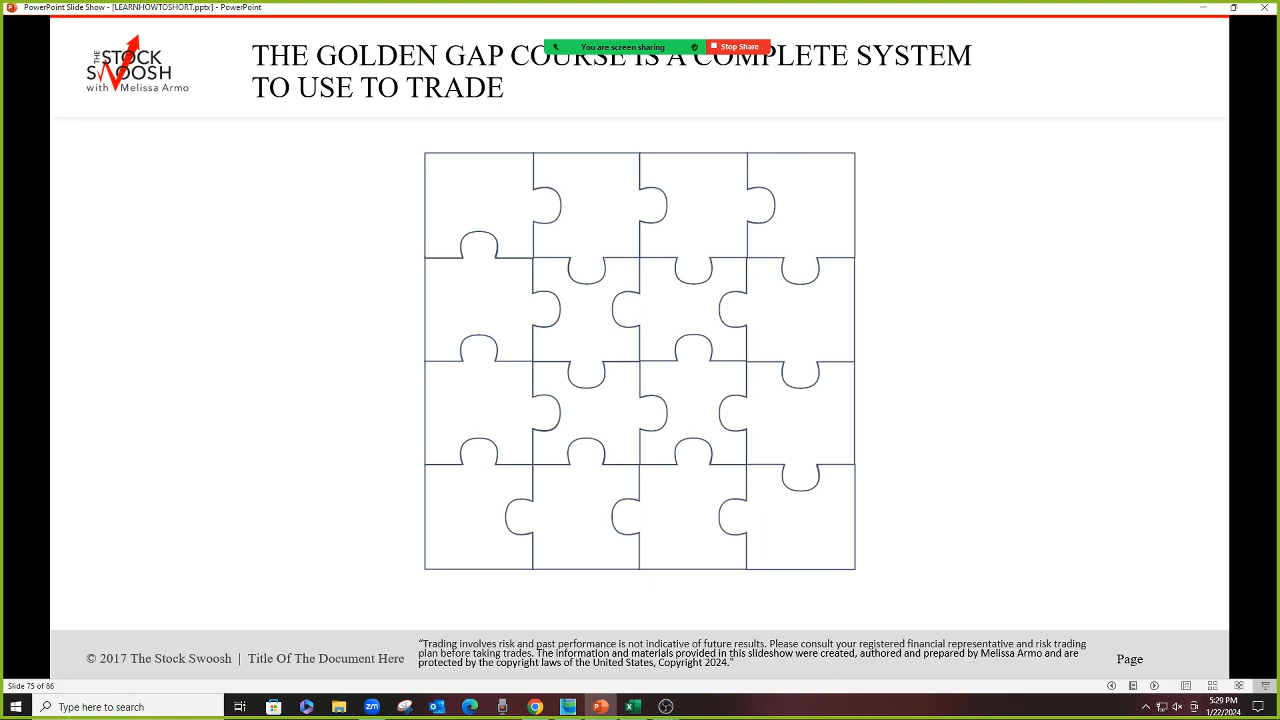 PowerPoint Slide Show - [LEARNHOWTOSHORT.pptx] - PowerPoint
You are screen sharing
Stop Share
THE
STOCK
SWOOSH
with Melissa Armo
THE GOLDEN GAP COURSE IS A COMPLETE SYSTEM
TO USE TO TRADE
© 2017 The Stock Swoosh | Title Of The Document Here
"Trading involves risk and past performance is not indicative of future results. Please consult your registered financial representative and risk trading
plan before taking trades. The information and materials provided in this slideshow were created, authored and prepared by Melissa Armo and are
protected by the copyright laws of the United States, Copyright 2024."
Page
Slide 75 of 86
Type here to search
5:29 PM
1/22/2024